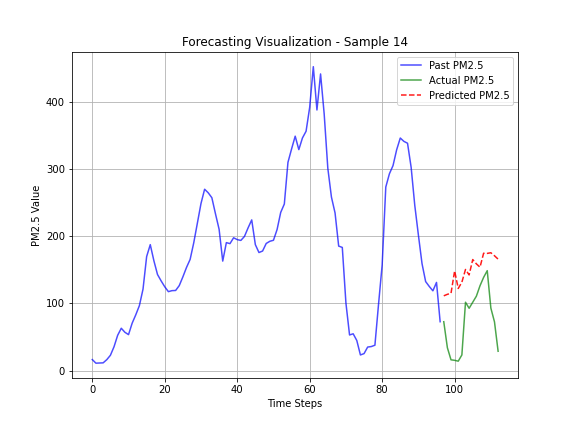 Forecasting Visualization - Sample 14
Past PM2.5
Actual PM2.5
Predicted PM2.5
PM2.5 Value
400
300
200
100
0
0 20 40 60 80 100
Time Steps